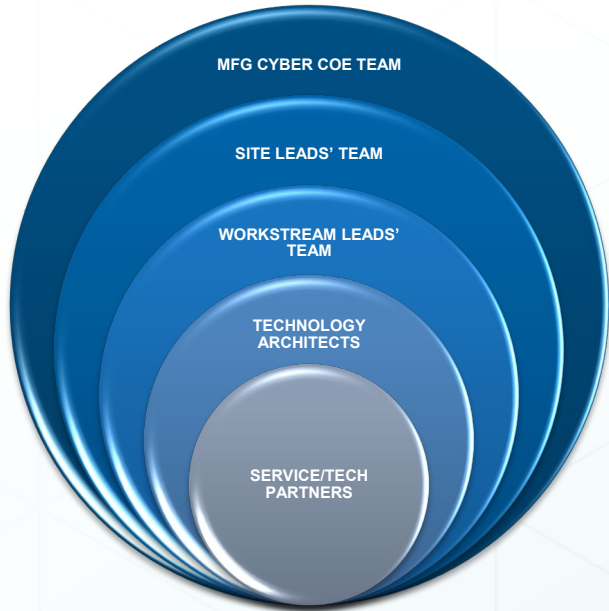 MFG CYBER COE TEAM
SITE LEADS’ TEAM
WORKSTREAM LEADS’
TEAM
TECHNOLOGY
ARCHITECTS
SERVICE/TECH
PARTNERS